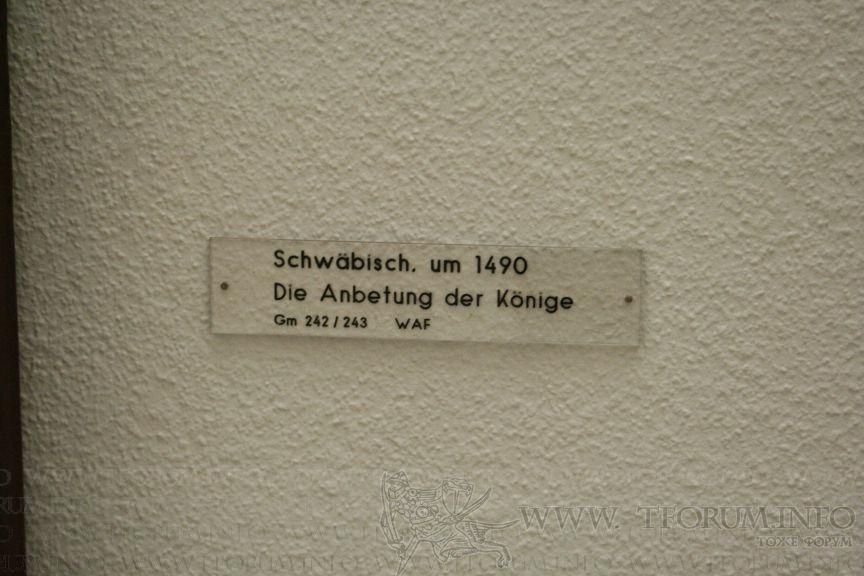 Schwäbisch. um 1490
Die Anbetung der Könige
Gm 242 / 243 WAF
WWW. TFORUM.INFO
ТОЖЕ ФОРУМ